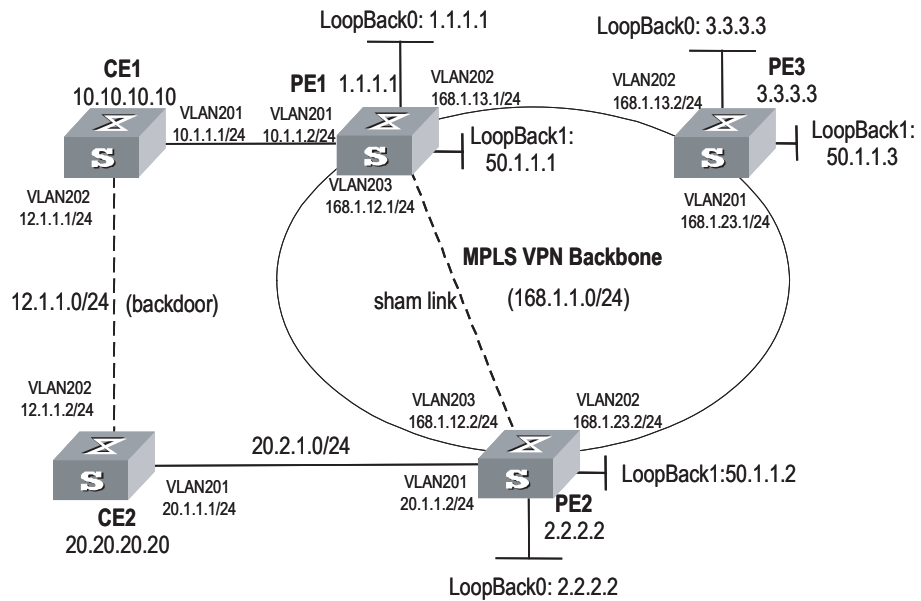 LoopBack0: 1.1.1.1
LoopBack0: 3.3.3.3
CE1
10.10.10.10
PE1
1.1.1.1
VLAN202
168.1.13.1/24
VLAN202
168.1.13.2/24
PE3
3.3.3.3
VLAN201
10.1.1.1/24
VLAN201
10.1.1.2/24
LoopBack1:
50.1.1.1
LoopBack1:
50.1.1.3
S
S
S
VLAN202
12.1.1.1/24
VLAN203
168.1.12.1/24
VLAN201
168.1.23.1/24
MPLS VPN Backbone
(168.1.1.0/24)
12.1.1.0/24
(backdoor)
sham link
VLAN202
12.1.1.2/24
VLAN203
168.1.12.2/24
VLAN202
168.1.23.2/24
20.2.1.0/24
S
S
LoopBack1:50.1.1.2
VLAN201
20.1.1.1/24
VLAN201
20.1.1.2/24
CE2
20.20.20.20
PE2
2.2.2.2
LoopBack0: 2.2.2.2